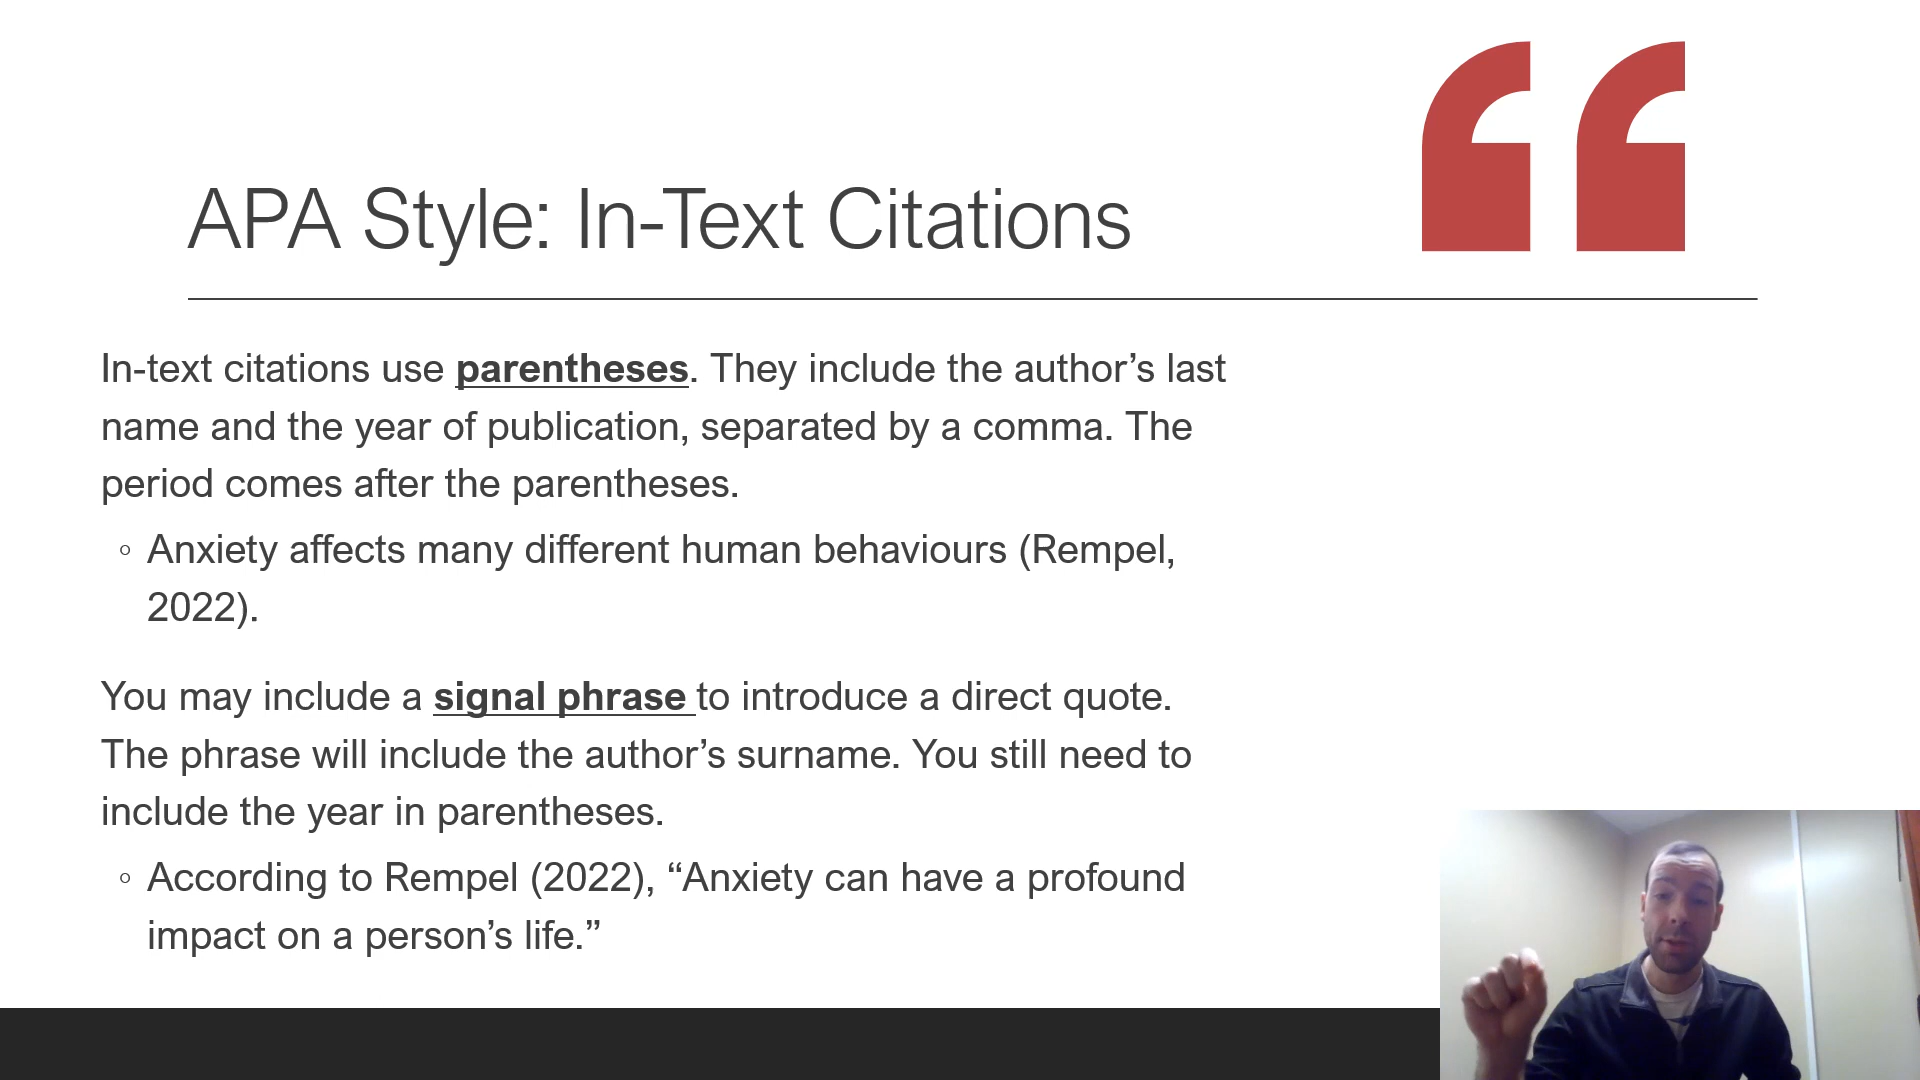 APA Style: In-Text Citations
In-text citations use parentheses. They include the author’s last
name and the year of publication, separated by a comma. The
period comes after the parentheses.
◦ Anxiety affects many different human behaviours (Rempel,
2022).
You may include a signal phrase to introduce a direct quote.
The phrase will include the author’s surname. You still need to
include the year in parentheses.
◦ According to Rempel (2022), “Anxiety can have a profound
impact on a person’s life.”